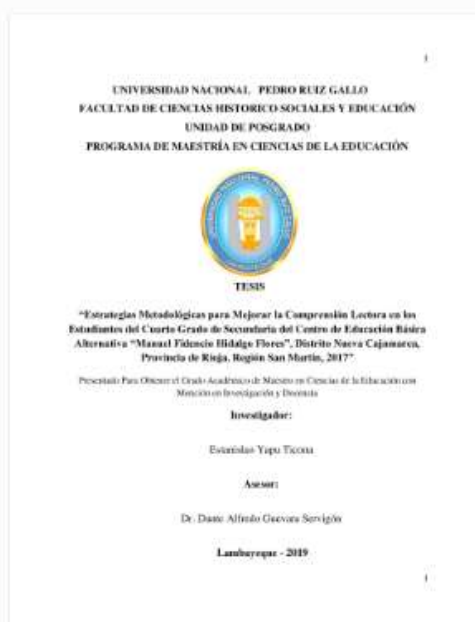 1
UNIVERSIDAD NACIONAL PEDRO RUIZ GALLO
FACULTAD DE CIENCIAS HISTORICO SOCIALES Y EDUCACIÓN
UNIDAD DE POSGRADO
PROGRAMA DE MAESTRÍA EN CIENCIAS DE LA EDUCACIÓN
TESIS
“Estrategias Metodológicas para Mejorar la Comprensión Lectora en los
Estudiantes del Cuarto Grado de Secundaria del Centro de Educación Básica
Alternativa “Manuel Fidencio Hidalgo Flores”, Distrito Nueva Cajamarca,
Provincia de Rioja, Región San Martín, 2017”
Presentado Para Obtener el Grado Académico de Maestro en Ciencias de la Educación con
Mención en Investigación y Docencia
Investigador:
Estanislao Yapu Ticona
Asesor:
Dr. Dante Alfredo Guevara Servigón
Lambayeque - 2019
1